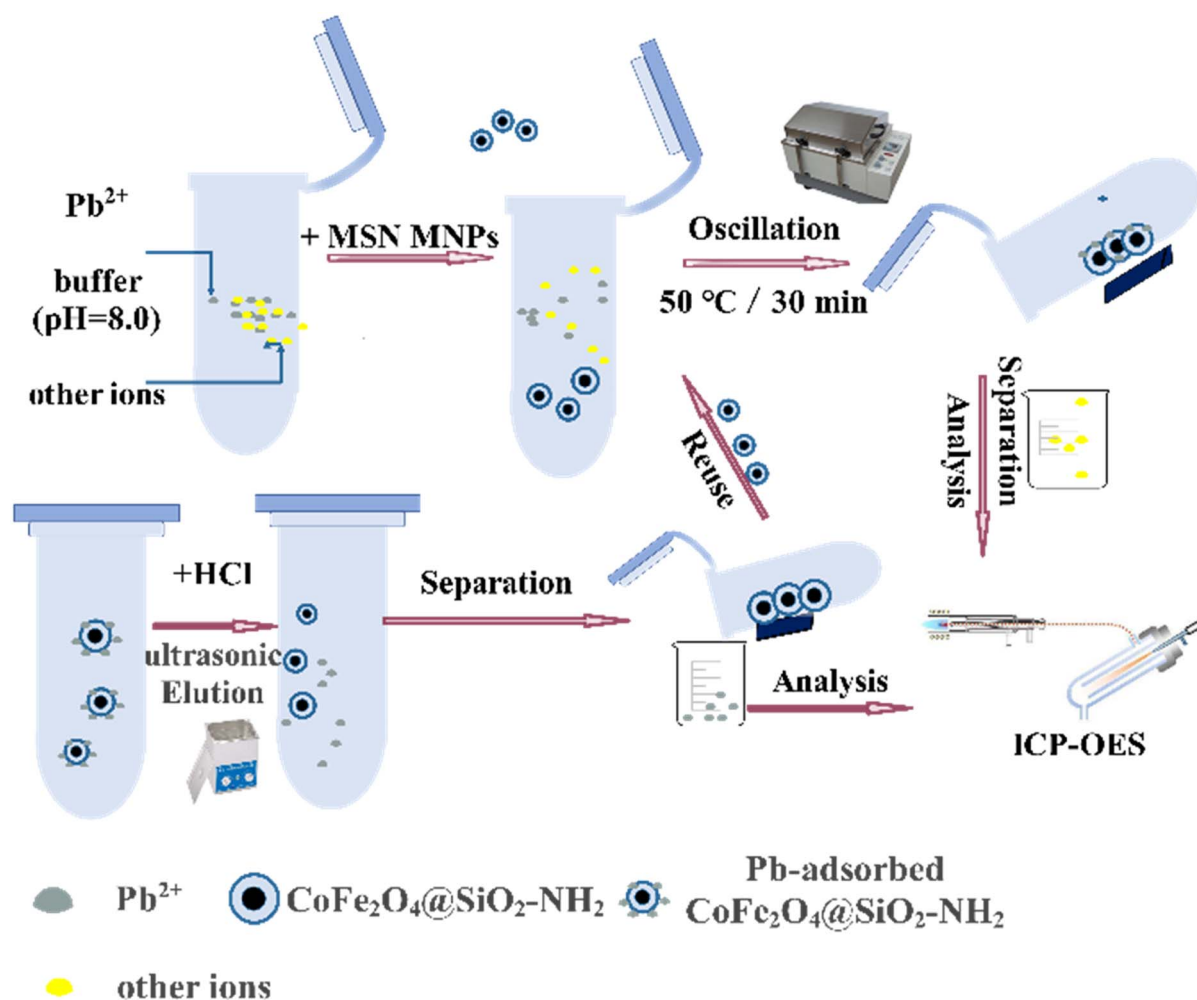 Pb²⁺
buffer
(pH=8.0)
other ions
+ MSN MNPs
Oscillation
50 ℃ / 30 min
Separation
Analysis
Reuse
+HCl
ultrasonic
Elution
Separation
Analysis
ICP-OES
Pb²⁺
CoFe₂O₄@SiO₂-NH₂
Pb-adsorbed
CoFe₂O₄@SiO₂-NH₂
other ions